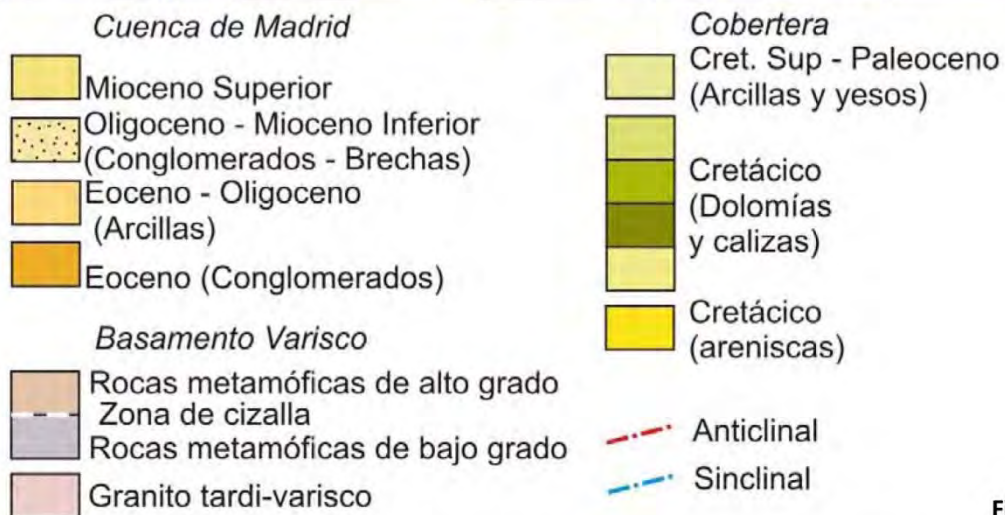 Cuenca de Madrid
Mioceno Superior
Oligoceno - Mioceno Inferior
(Conglomerados - Brechas)
Eoceno - Oligoceno
(Arcillas)
Eoceno (Conglomerados)
Basamento Varisco
Rocas metamóficas de alto grado
Zona de cizalla
Rocas metamóficas de bajo grado
Granito tardi-varisco
Cobertera
Cret. Sup - Paleoceno
(Arcillas y yesos)
Cretácico
(Dolomías
y calizas)
Cretácico
(areniscas)
Anticlinal
Sinclinal